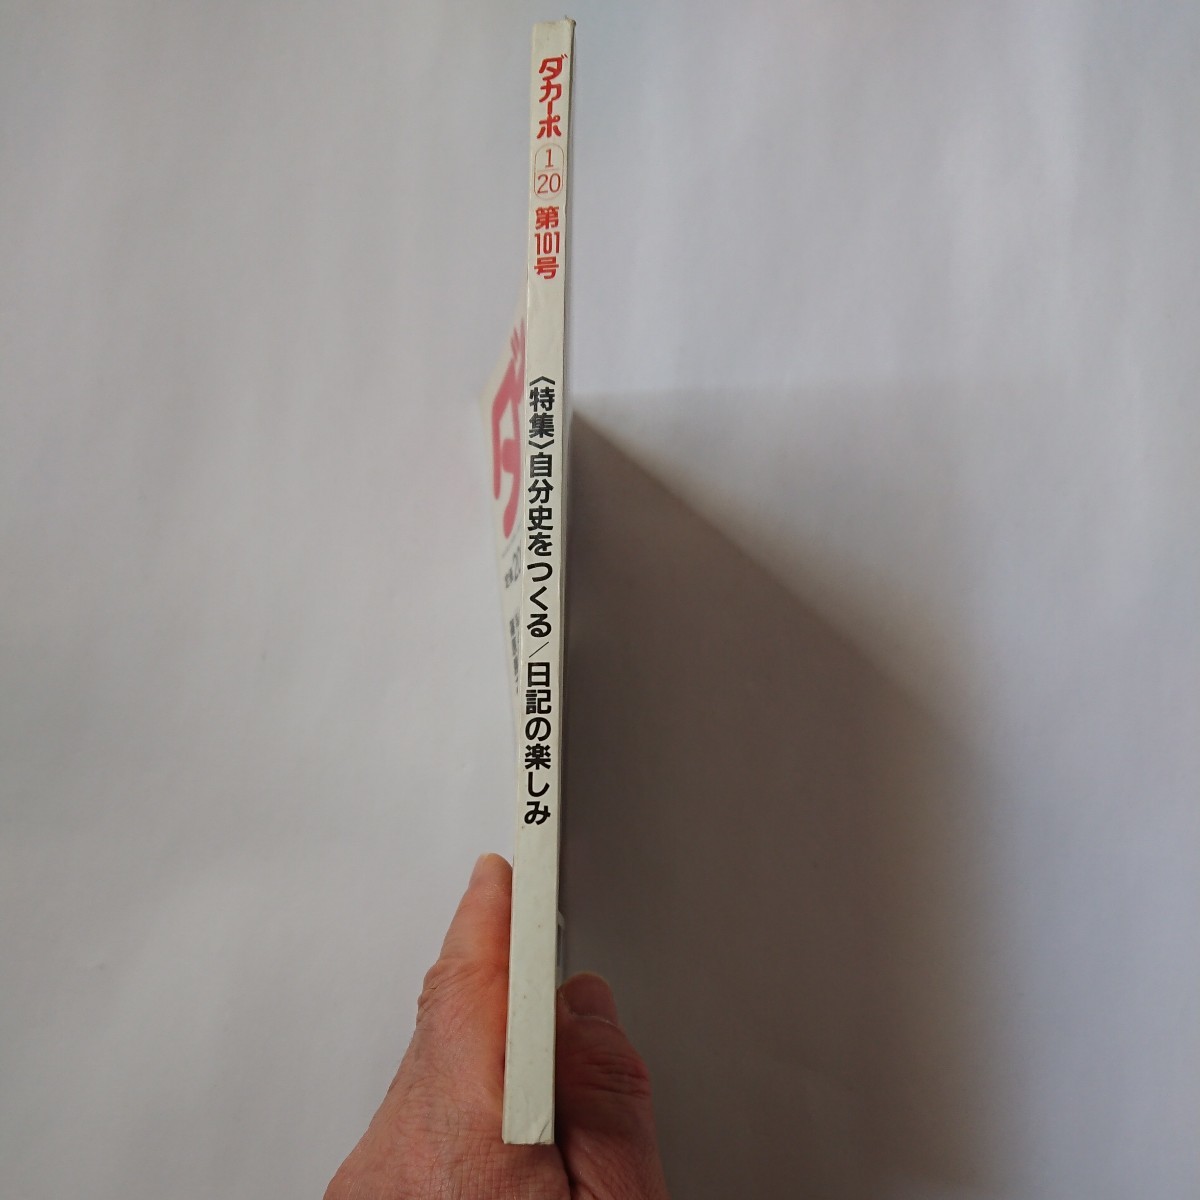 ダカーポ
1/20
第101号
〈特集〉自分史をつくる/日記の楽しみ
ダ